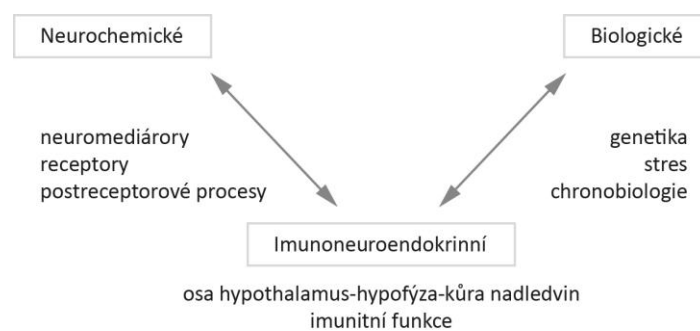 Neurochemické
Biologické
neuromediárory
receptory
postreceptorové procesy
genetika
stres
chronobiologie
Imunoneuroendokrinní
osa hypothalamus-hypofýza-kůra nadledvin
imunitní funkce